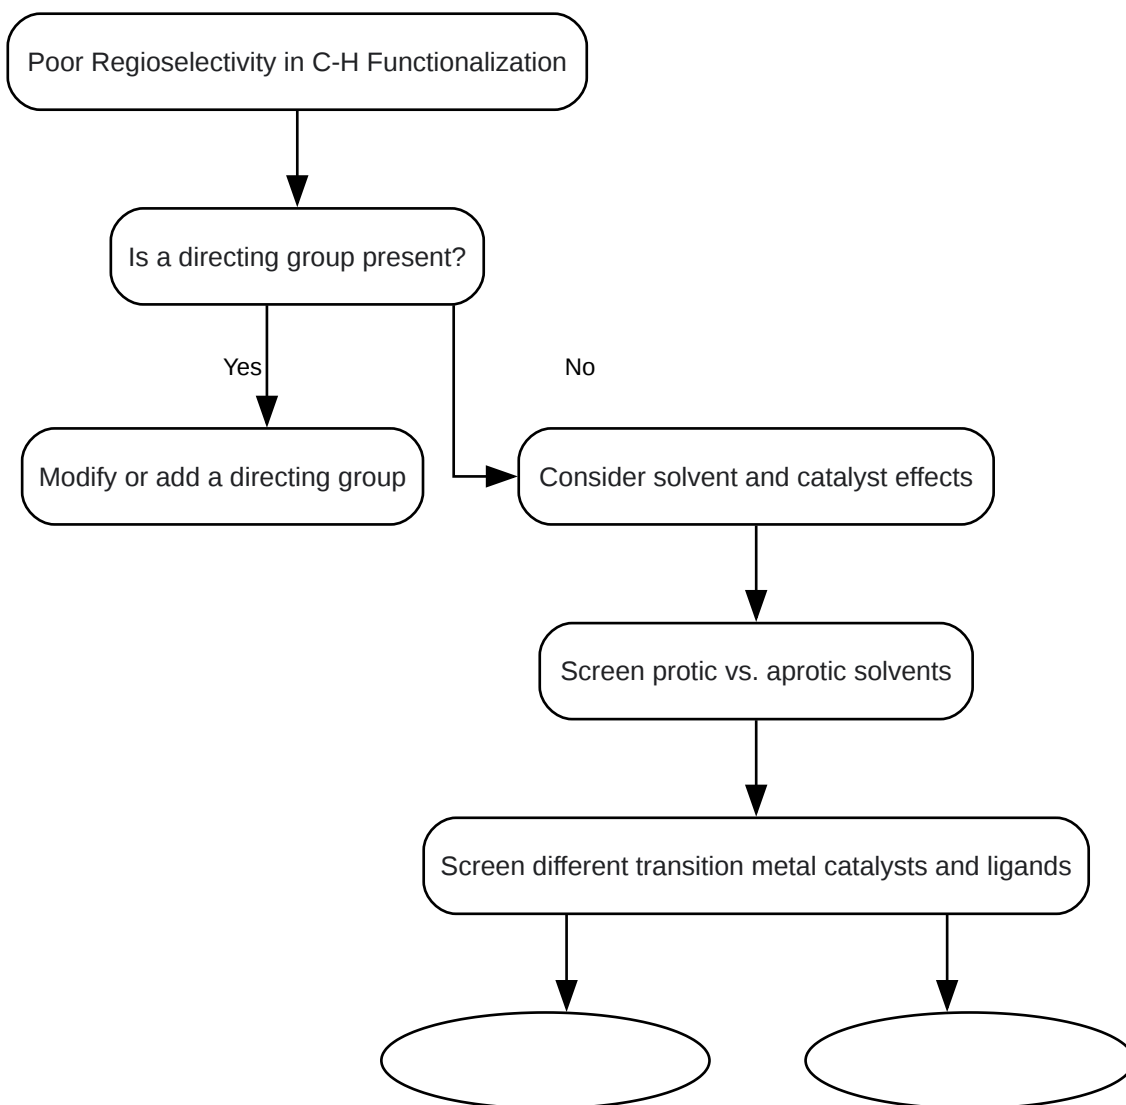 Poor Regioselectivity in C-H Functionalization
Is a directing group present?
Yes
No
Modify or add a directing group
Consider solvent and catalyst effects
Screen protic vs. aprotic solvents
Screen different transition metal catalysts and ligands